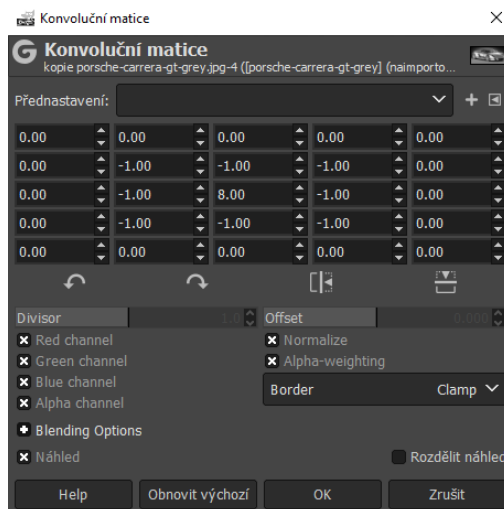 Konvoluční matice
Konvoluční matice
kopie porsche-carrera-gt-grey.jpg-4 ([porsche-carrera-gt-grey] (naimporto...
Přednastavení:
0.00 0.00 0.00 0.00 0.00
0.00 -1.00 -1.00 -1.00 0.00
0.00 -1.00 8.00 -1.00 0.00
0.00 -1.00 -1.00 -1.00 0.00
0.00 0.00 0.00 0.00 0.00
Divisor 1.0 Offset 0.000
Red channel Normalize
Green channel Alpha-weighting
Blue channel
Border Clamp
Alpha channel
Blending Options
Náhled Rozdělit náhled
Help Obnovit výchozí OK Zrušit